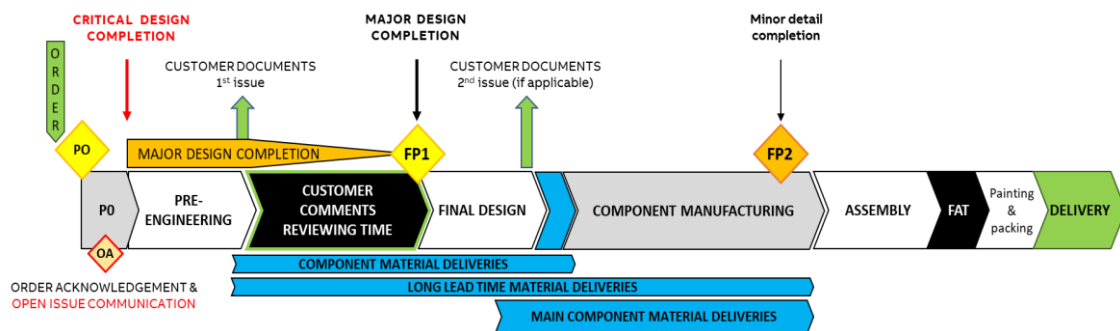 ORDER
CRITICAL DESIGN
COMPLETION
MAJOR DESIGN
COMPLETION
Minor detail
completion
CUSTOMER DOCUMENTS
1st issue
CUSTOMER DOCUMENTS
2nd issue (if applicable)
PO
MAJOR DESIGN COMPLETION
FP1
FP2
P0
PRE-
ENGINEERING
CUSTOMER
COMMENTS
REVIEWING TIME
FINAL DESIGN
COMPONENT MANUFACTURING
ASSEMBLY
FAT
Painting
&
packing
DELIVERY
OA
ORDER ACKNOWLEDGEMENT &
OPEN ISSUE COMMUNICATION
COMPONENT MATERIAL DELIVERIES
LONG LEAD TIME MATERIAL DELIVERIES
MAIN COMPONENT MATERIAL DELIVERIES